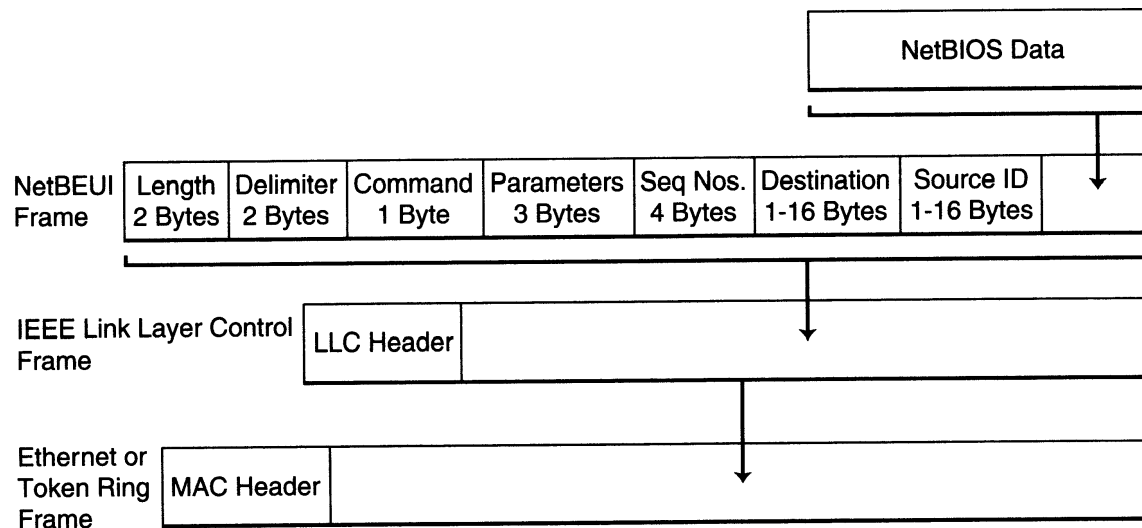 NetBIOS Data
NetBEUI Frame
Length 2 Bytes
Delimiter 2 Bytes
Command 1 Byte
Parameters 3 Bytes
Seq Nos. 4 Bytes
Destination 1-16 Bytes
Source ID 1-16 Bytes
IEEE Link Layer Control
Frame
LLC Header
Ethernet or
Token Ring
Frame
MAC Header